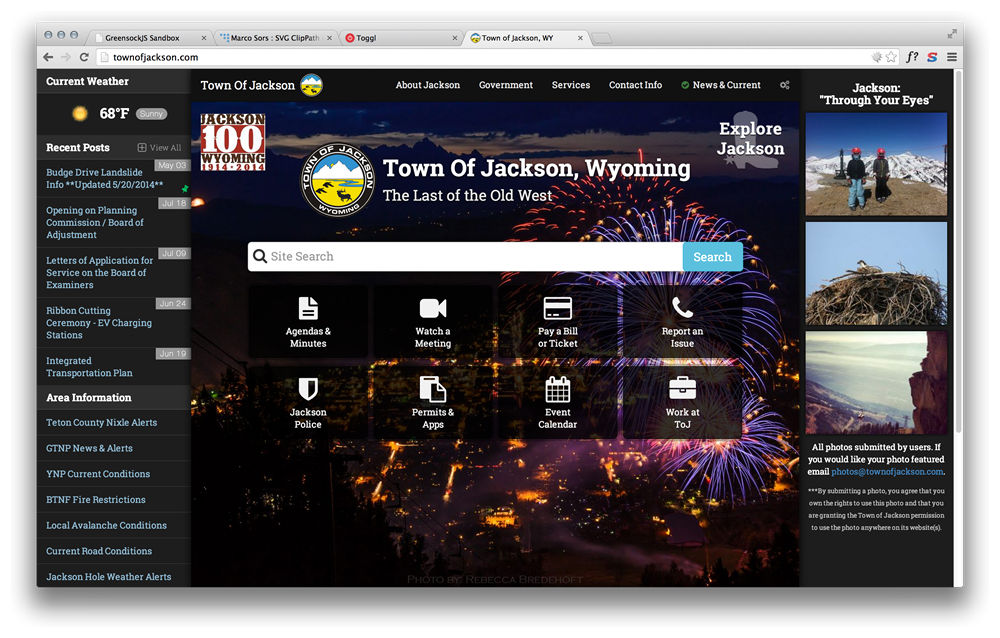 GreensockJS Sandbox
Marco Sors : SVG ClipPath
Toggl
Town of Jackson, WY
townofjackson.com
f?
S
Current Weather
68°F
Sunny
Recent Posts
View All
May 03
Budge Drive Landslide
Info **Updated 5/20/2014**
Jul 18
Opening on Planning
Commission / Board of
Adjustment
Jul 09
Letters of Application for
Service on the Board of
Examiners
Jun 24
Ribbon Cutting
Ceremony - EV Charging
Stations
Jun 19
Integrated
Transportation Plan
Area Information
Teton County Nixle Alerts
GTNP News & Alerts
YNP Current Conditions
BTNF Fire Restrictions
Local Avalanche Conditions
Current Road Conditions
Jackson Hole Weather Alerts
Town Of Jackson
About Jackson
Government
Services
Contact Info
News & Current
JACKSON
100
WYOMING
1914-2014
TOWN OF JACKSON
WYOMING
Town Of Jackson, Wyoming
The Last of the Old West
Explore
Jackson
Site Search
Search
Agendas &
Minutes
Watch a
Meeting
Pay a Bill
or Ticket
Report an
Issue
Jackson
Police
Permits &
Apps
Event
Calendar
Work at
ToJ
PHOTO BY: REBECCA BREDEHOFT
Jackson:
"Through Your Eyes"
All photos submitted by users. If
you would like your photo featured
email photos@townofjackson.com.
***By submitting a photo, you agree that you
own the rights to use this photo and that you
are granting the Town of Jackson permission
to use the photo anywhere on its website(s).